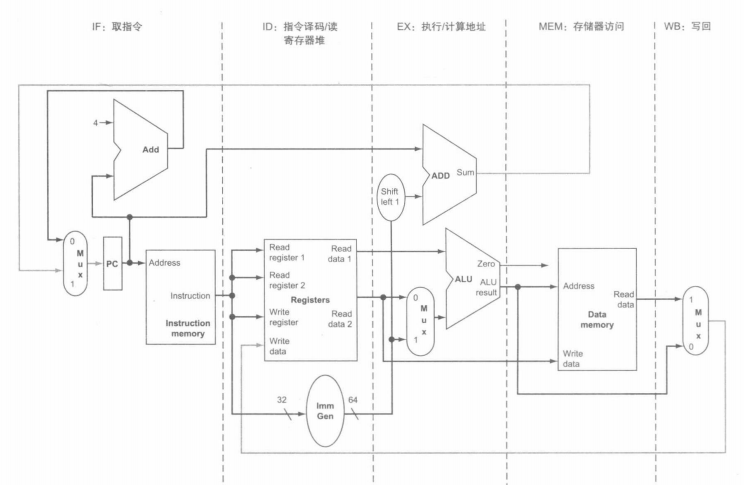 IF：取指令
ID：指令译码/读
寄存器堆
EX：执行/计算地址
MEM：存储器访问
WB：写回
4
Add
ADD
Sum
Shift
left 1
0
M
u
x
1
PC
Address
Instruction
Instruction
memory
Read
register 1
Read
register 2
Registers
Write
register
Write
data
Read
data 1
Read
data 2
0
M
u
x
1
Zero
ALU
ALU
result
Address
Read
data
Data
memory
Write
data
1
M
u
x
0
32
Imm
Gen
64